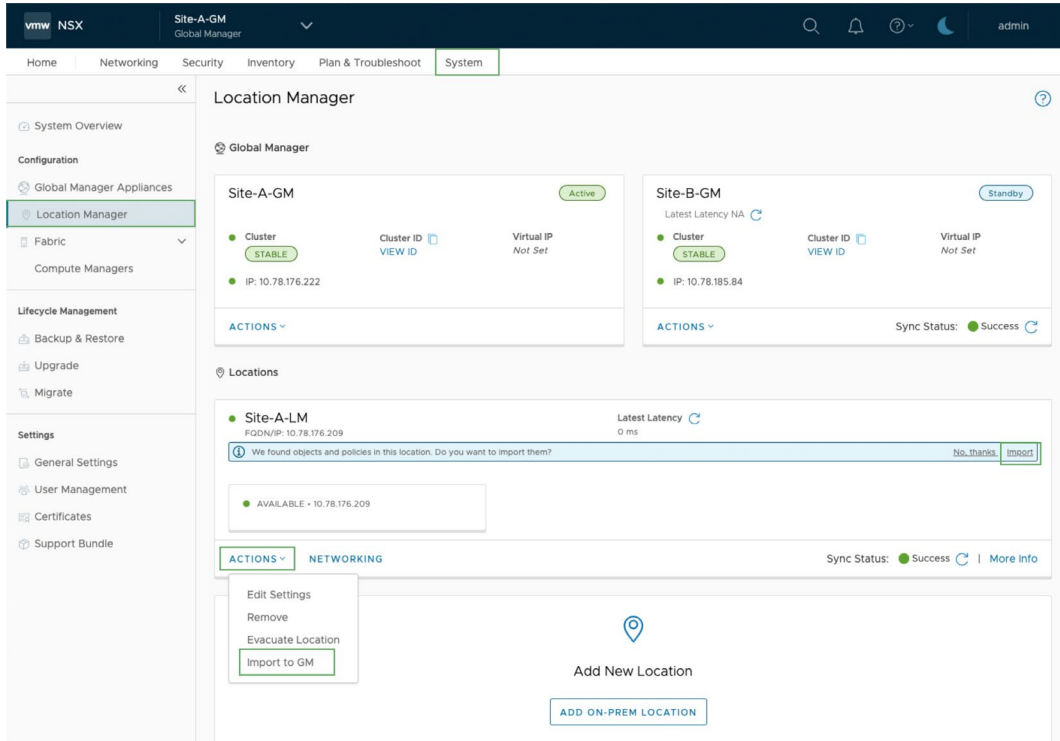 vmw NSX
Site-A-GM
Global Manager
admin
Home Networking Security Inventory Plan & Troubleshoot System
Location Manager
System Overview
Configuration
Global Manager Appliances
Location Manager
Fabric
Compute Managers
Lifecycle Management
Backup & Restore
Upgrade
Migrate
Settings
General Settings
User Management
Certificates
Support Bundle
Global Manager
Site-A-GM Active
Cluster Cluster ID Virtual IP
STABLE VIEW ID Not Set
IP: 10.78.176.222
ACTIONS
Site-B-GM Standby
Latest Latency NA
Cluster Cluster ID Virtual IP
STABLE VIEW ID Not Set
IP: 10.78.185.84
ACTIONS Sync Status: Success
Locations
Site-A-LM Latest Latency
FQDN/IP: 10.78.176.209 0 ms
We found objects and policies in this location. Do you want to import them? No, thanks Import
AVAILABLE • 10.78.176.209
ACTIONS NETWORKING Sync Status: Success | More Info
Edit Settings
Remove
Evacuate Location
Import to GM
Add New Location
ADD ON-PREM LOCATION